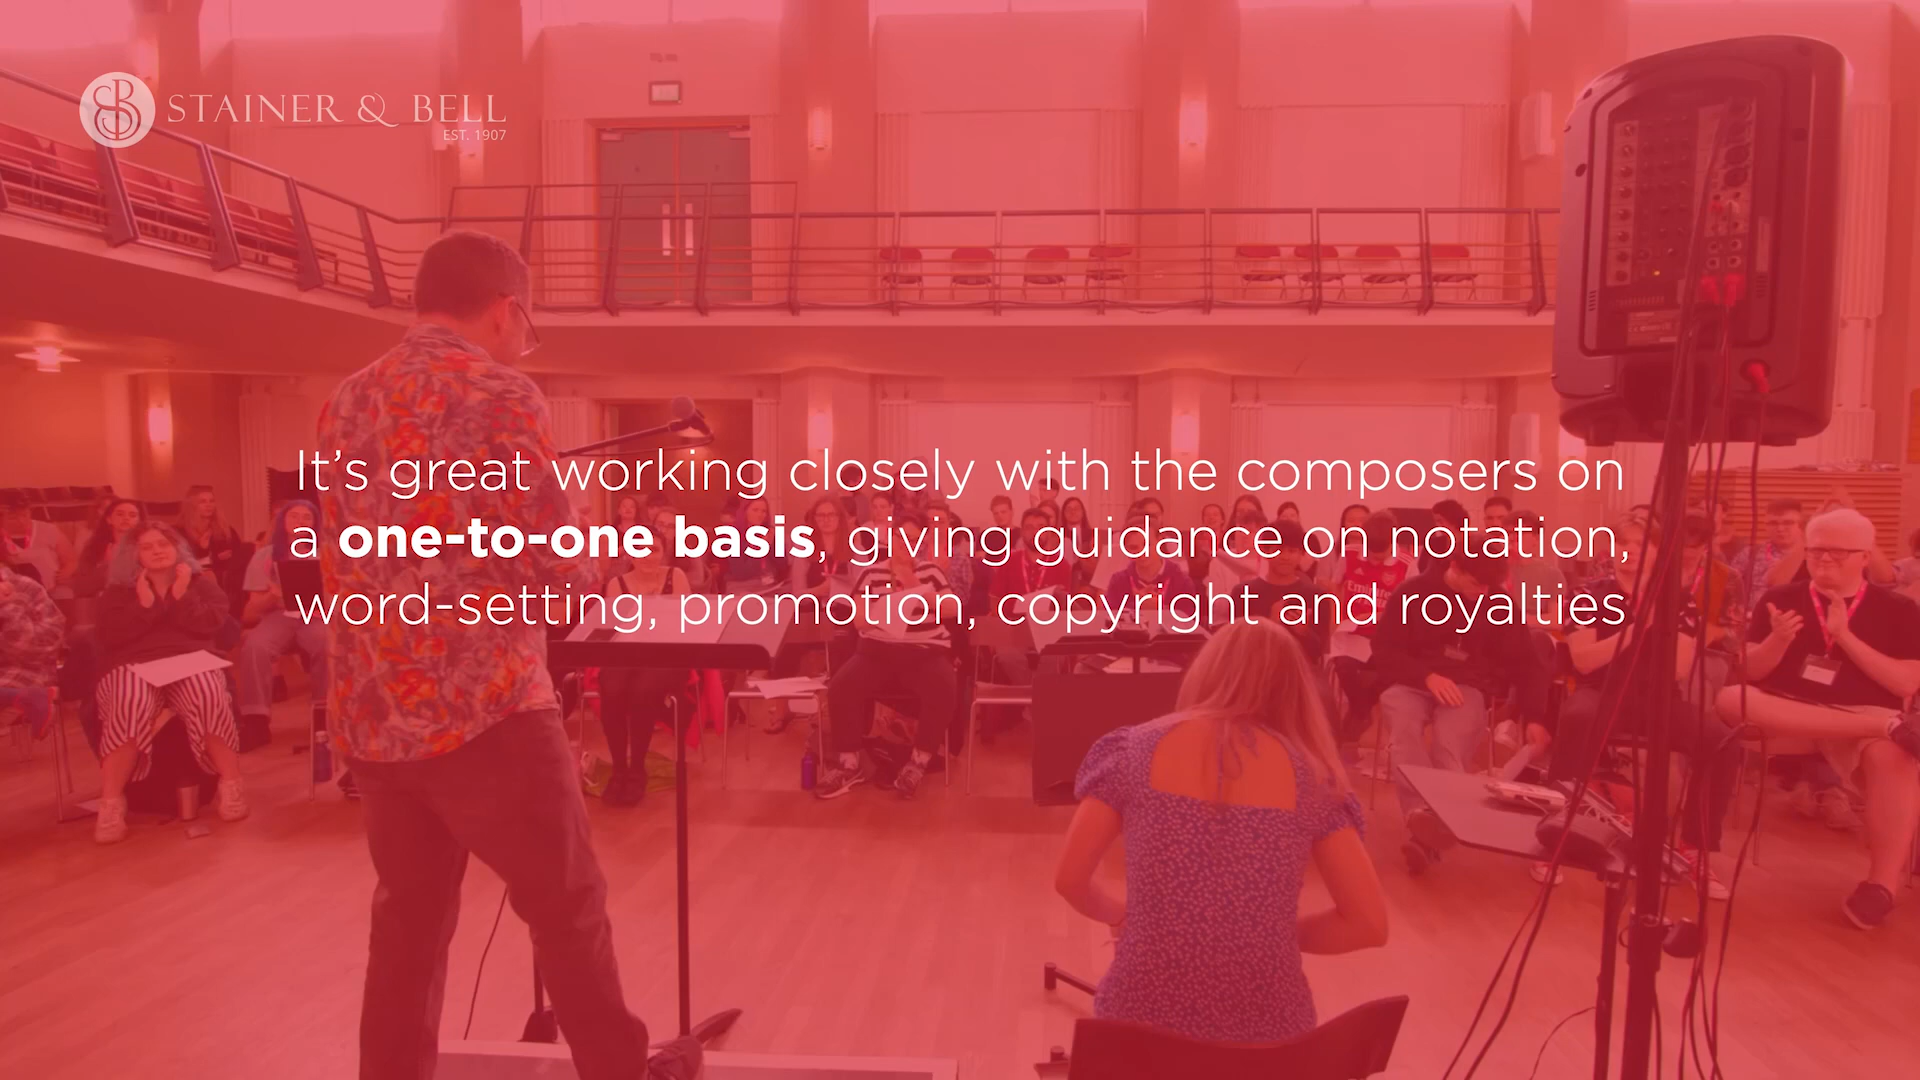 STAINER & BELL
EST. 1907
It's great working closely with the composers on
a one-to-one basis, giving guidance on notation,
word-setting, promotion, copyright and royalties